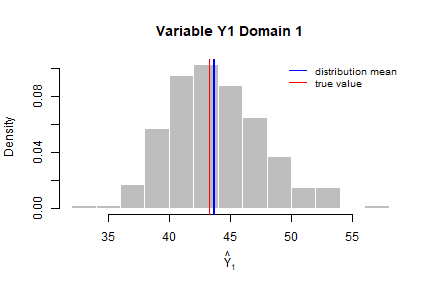 Variable Y1 Domain 1
distribution mean
true value
Density
0.00
0.04
0.08
35
40
45
50
55
Ŷ₁